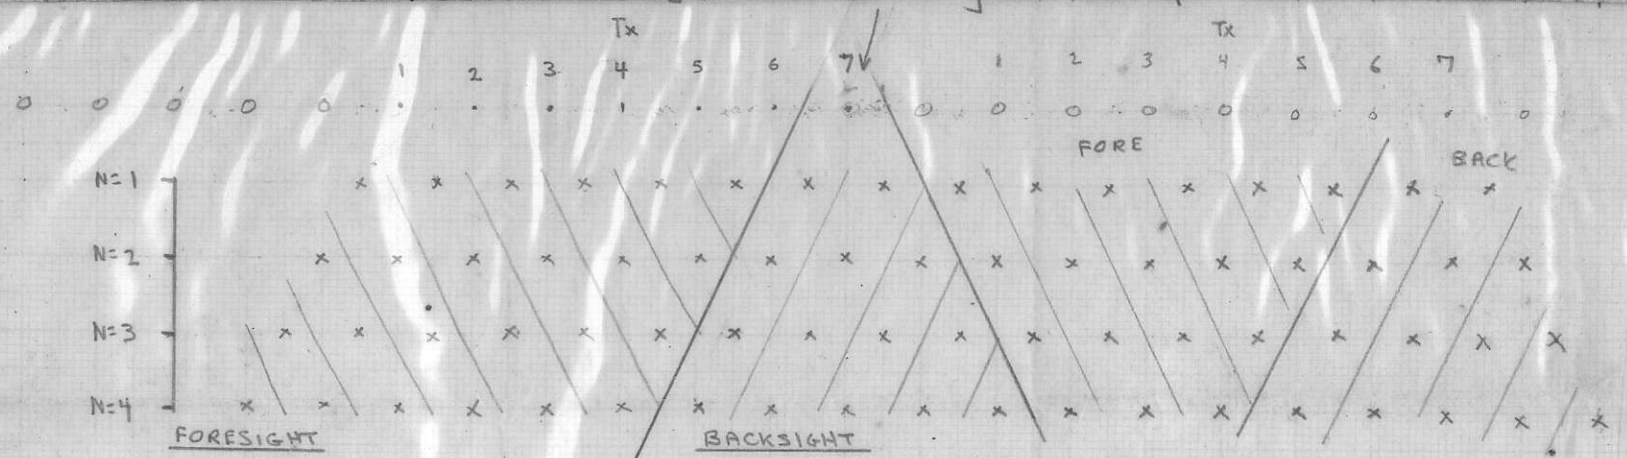 Tx Tx
1 2 3 4 5 6 7 1 2 3 4 5 6 7
FORE BACK
N=1
N=2
N=3
N=4
FORESIGHT BACKSIGHT